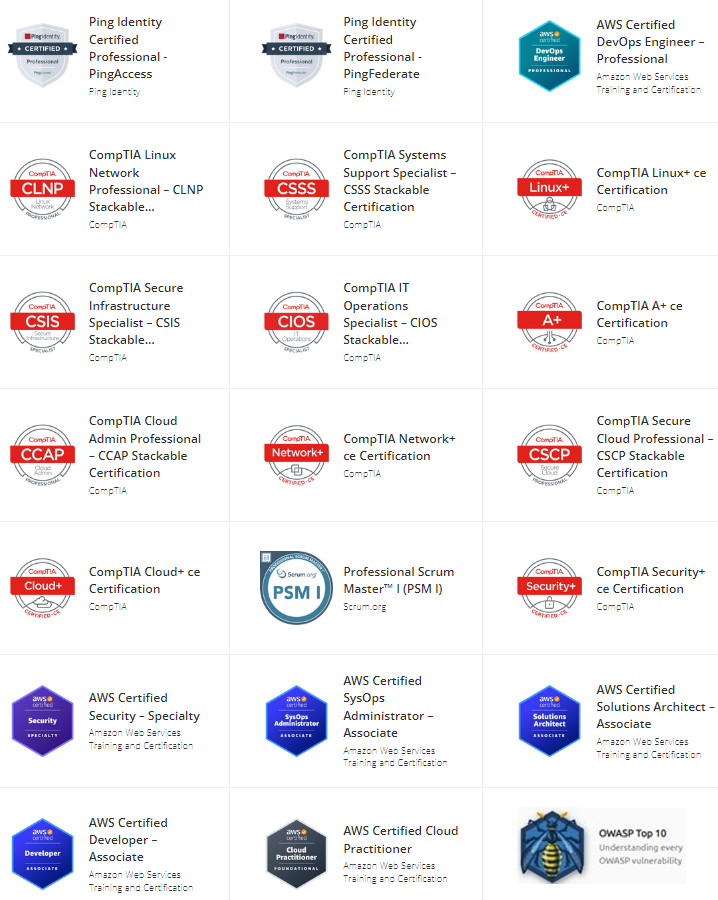 PingIdentity.
CERTIFIED
Professional
PingAccess
Ping Identity
Certified
Professional -
PingAccess
Ping Identity
PingIdentity.
CERTIFIED
Professional
PingFederate
Ping Identity
Certified
Professional -
PingFederate
Ping Identity
aws
certified
DevOps
Engineer
PROFESSIONAL
AWS Certified
DevOps Engineer –
Professional
Amazon Web Services
Training and Certification
CompTIA
CLNP
Linux
Network
PROFESSIONAL
CompTIA Linux
Network
Professional – CLNP
Stackable...
CompTIA
CompTIA
CSSS
Systems
Support
SPECIALIST
CompTIA Systems
Support Specialist –
CSSS Stackable
Certification
CompTIA
CompTIA
Linux+
CERTIFIED·CE
CompTIA Linux+ ce
Certification
CompTIA
CompTIA
CSIS
Secure
Infrastructure
SPECIALIST
CompTIA Secure
Infrastructure
Specialist – CSIS
Stackable...
CompTIA
CompTIA
CIOS
IT
Operations
SPECIALIST
CompTIA IT
Operations
Specialist – CIOS
Stackable...
CompTIA
CompTIA
A+
CERTIFIED·CE
CompTIA A+ ce
Certification
CompTIA
CompTIA
CCAP
Cloud
Admin
PROFESSIONAL
CompTIA Cloud
Admin Professional
– CCAP Stackable
Certification
CompTIA
CompTIA
Network+
CERTIFIED·CE
CompTIA Network+
ce Certification
CompTIA
CompTIA
CSCP
Secure
Cloud
PROFESSIONAL
CompTIA Secure
Cloud Professional –
CSCP Stackable
Certification
CompTIA
CompTIA
Cloud+
CERTIFIED·CE
CompTIA Cloud+ ce
Certification
CompTIA
PROFESSIONAL SCRUM MASTER
Scrum.org
PSM I
Professional Scrum
Master™ I (PSM I)
Scrum.org
CompTIA
Security+
CERTIFIED·CE
CompTIA Security+
ce Certification
CompTIA
aws
certified
Security
SPECIALTY
AWS Certified
Security – Specialty
Amazon Web Services
Training and Certification
aws
certified
SysOps
Administrator
ASSOCIATE
AWS Certified
SysOps
Administrator –
Associate
Amazon Web Services
Training and Certification
aws
certified
Solutions
Architect
ASSOCIATE
AWS Certified
Solutions Architect –
Associate
Amazon Web Services
Training and Certification
aws
certified
Developer
ASSOCIATE
AWS Certified
Developer –
Associate
Amazon Web Services
Training and Certification
aws
certified
Cloud
Practitioner
FOUNDATIONAL
AWS Certified Cloud
Practitioner
Amazon Web Services
Training and Certification
OWASP Top 10
Understanding every
OWASP vulnerability